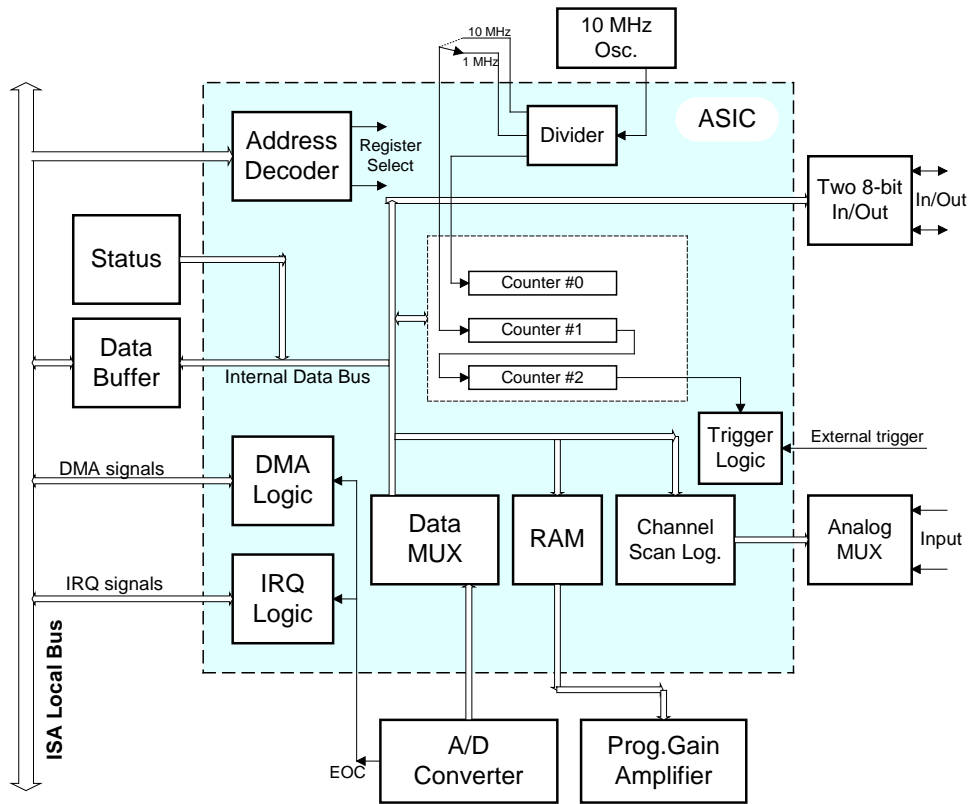 10 MHz
1 MHz
10 MHz
Osc.
ASIC
Address
Decoder
Register
Select
Divider
Two 8-bit
In/Out
In/Out
Status
Counter #0
Counter #1
Counter #2
Data
Buffer
Internal Data Bus
Trigger
Logic
External trigger
DMA signals
DMA
Logic
Data
MUX
RAM
Channel
Scan Log.
Analog
MUX
Input
IRQ signals
IRQ
Logic
ISA Local Bus
EOC
A/D
Converter
Prog.Gain
Amplifier